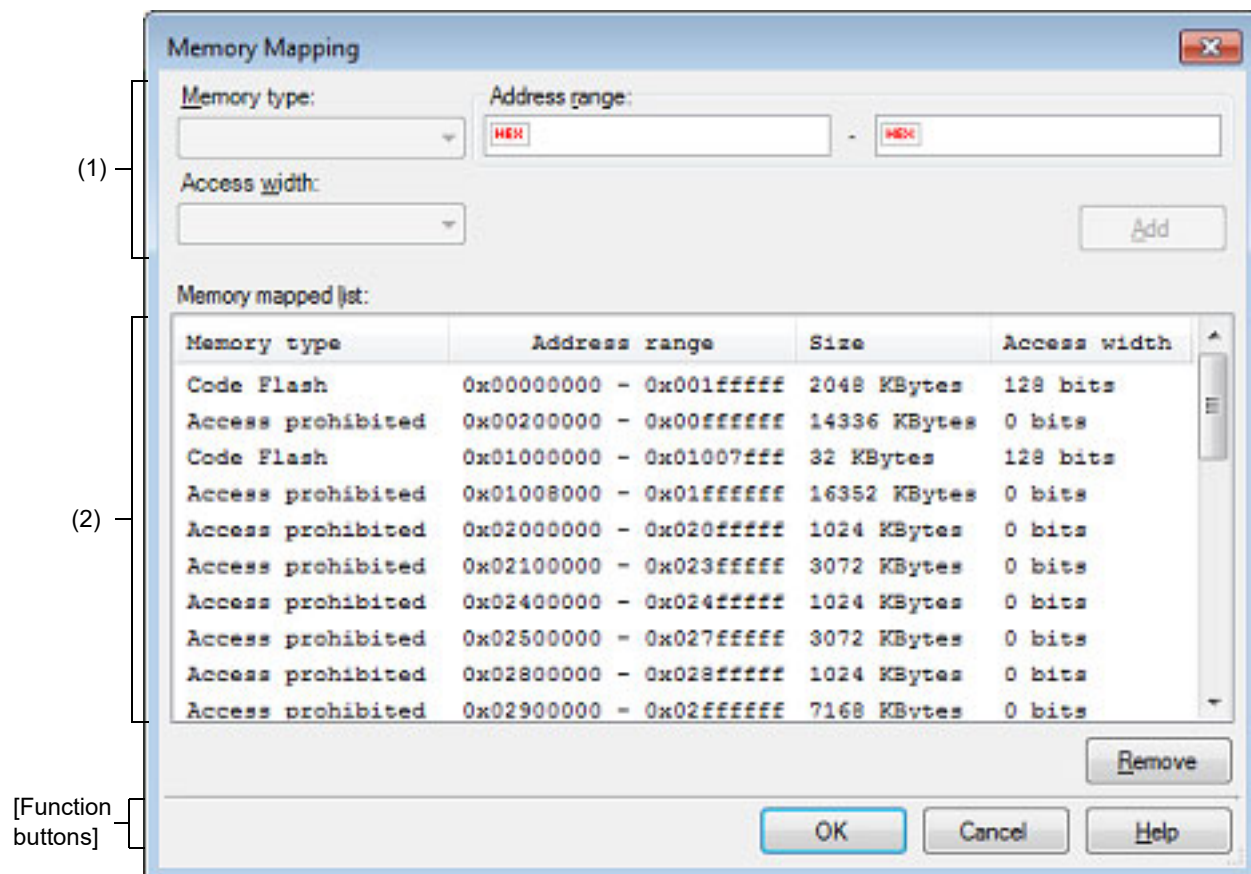 Memory Mapping
Memory type: Address range:
HEX - HEX
(1)
Access width:
Add
Memory mapped list:
Memory type Address range Size Access width
Code Flash 0x00000000 - 0x001fffff 2048 KBytes 128 bits
Access prohibited 0x00200000 - 0x00ffffff 14336 KBytes 0 bits
Code Flash 0x01000000 - 0x01007fff 32 KBytes 128 bits
Access prohibited 0x01008000 - 0x01ffffff 16352 KBytes 0 bits
(2)
Access prohibited 0x02000000 - 0x020fffff 1024 KBytes 0 bits
Access prohibited 0x02100000 - 0x023fffff 3072 KBytes 0 bits
Access prohibited 0x02400000 - 0x024fffff 1024 KBytes 0 bits
Access prohibited 0x02500000 - 0x027fffff 3072 KBytes 0 bits
Access prohibited 0x02800000 - 0x028fffff 1024 KBytes 0 bits
Access prohibited 0x02900000 - 0x02ffffff 7168 KBytes 0 bits
Remove
[Function
buttons]
OK Cancel Help